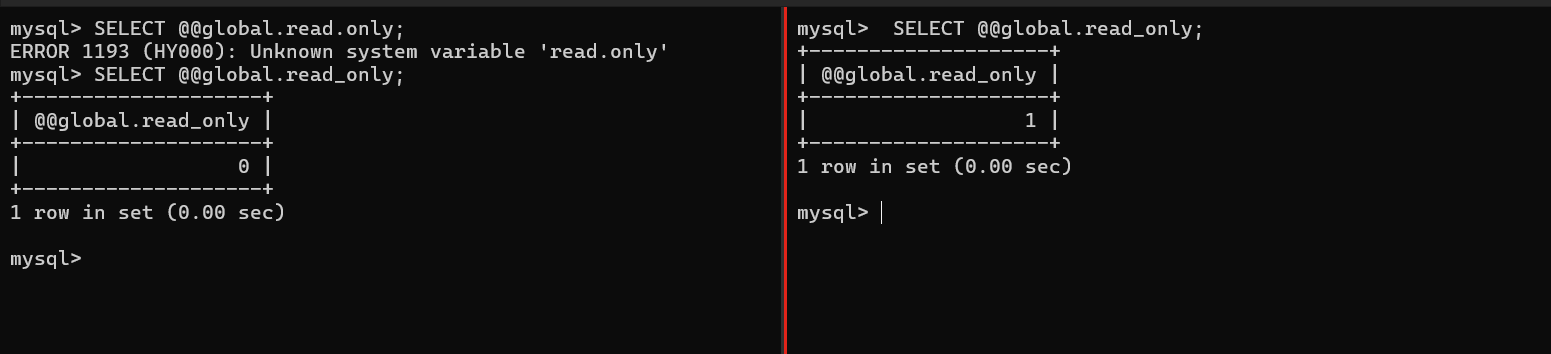 mysql> SELECT @@global.read.only;
ERROR 1193 (HY000): Unknown system variable 'read.only'
mysql> SELECT @@global.read_only;
+--------------------+
| @@global.read_only |
+--------------------+
|                  0 |
+--------------------+
1 row in set (0.00 sec)
mysql>
mysql>  SELECT @@global.read_only;
+--------------------+
| @@global.read_only |
+--------------------+
|                  1 |
+--------------------+
1 row in set (0.00 sec)
mysql>